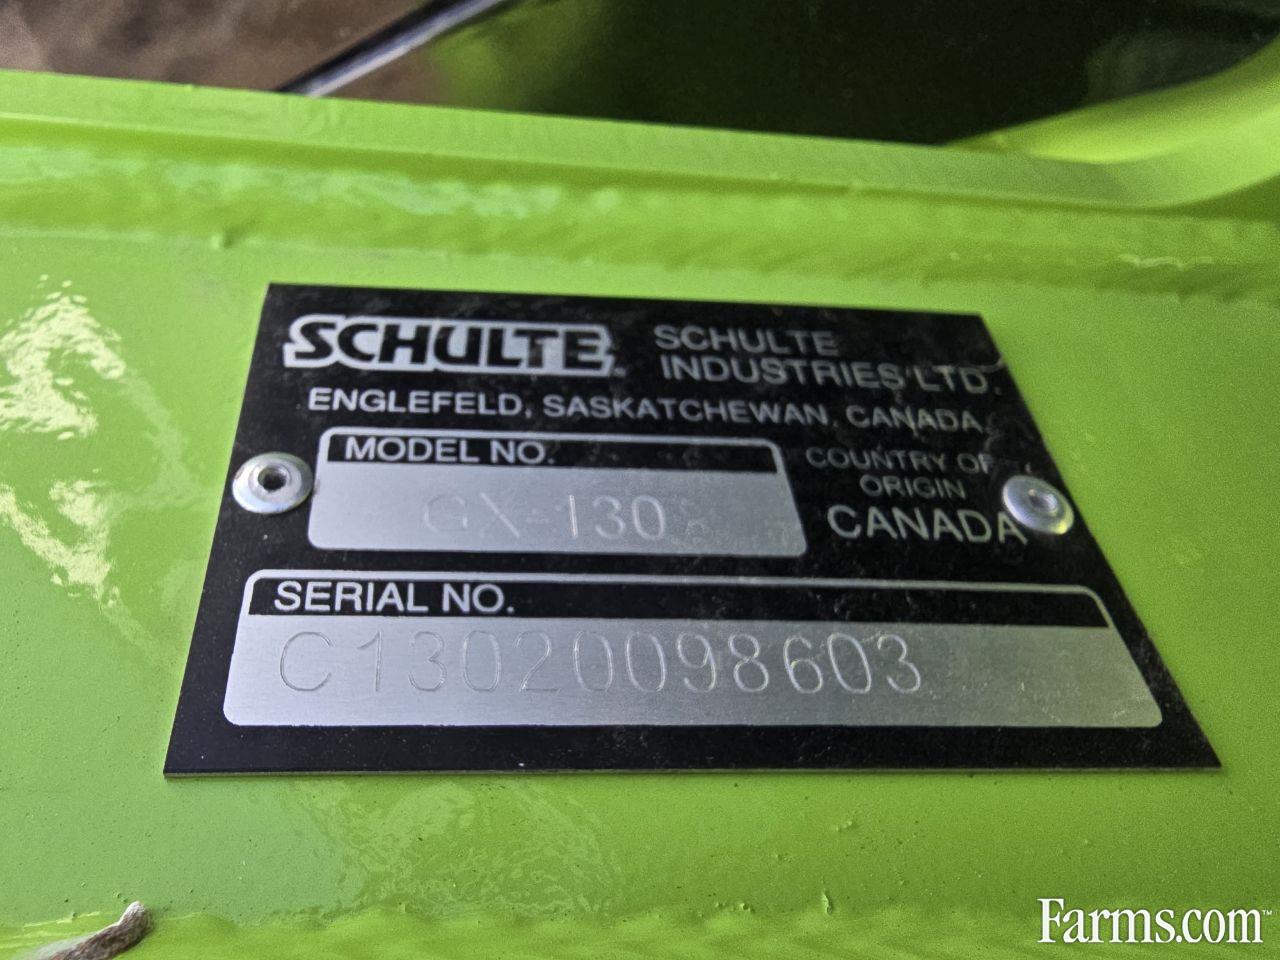 SCHULTE
SCHULTE
INDUSTRIES LTD.
ENGLEFELD, SASKATCHEWAN, CANADA.
MODEL NO.
GX-130
COUNTRY OF
ORIGIN
CANADA
SERIAL NO.
C13020098603
Farms.com™